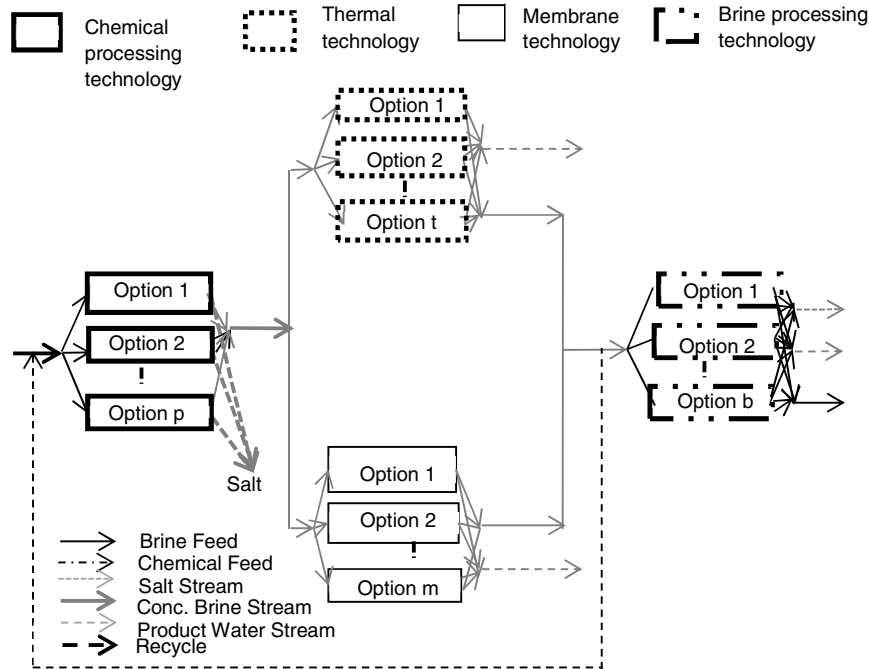 Chemical
processing
technology
Thermal
technology
Membrane
technology
Brine processing
technology
Option 1
Option 2
Option t
Option 1
Option 2
Option p
Salt
Option 1
Option 2
Option m
Option 1
Option 2
Option b
Brine Feed
Chemical Feed
Salt Stream
Conc. Brine Stream
Product Water Stream
Recycle